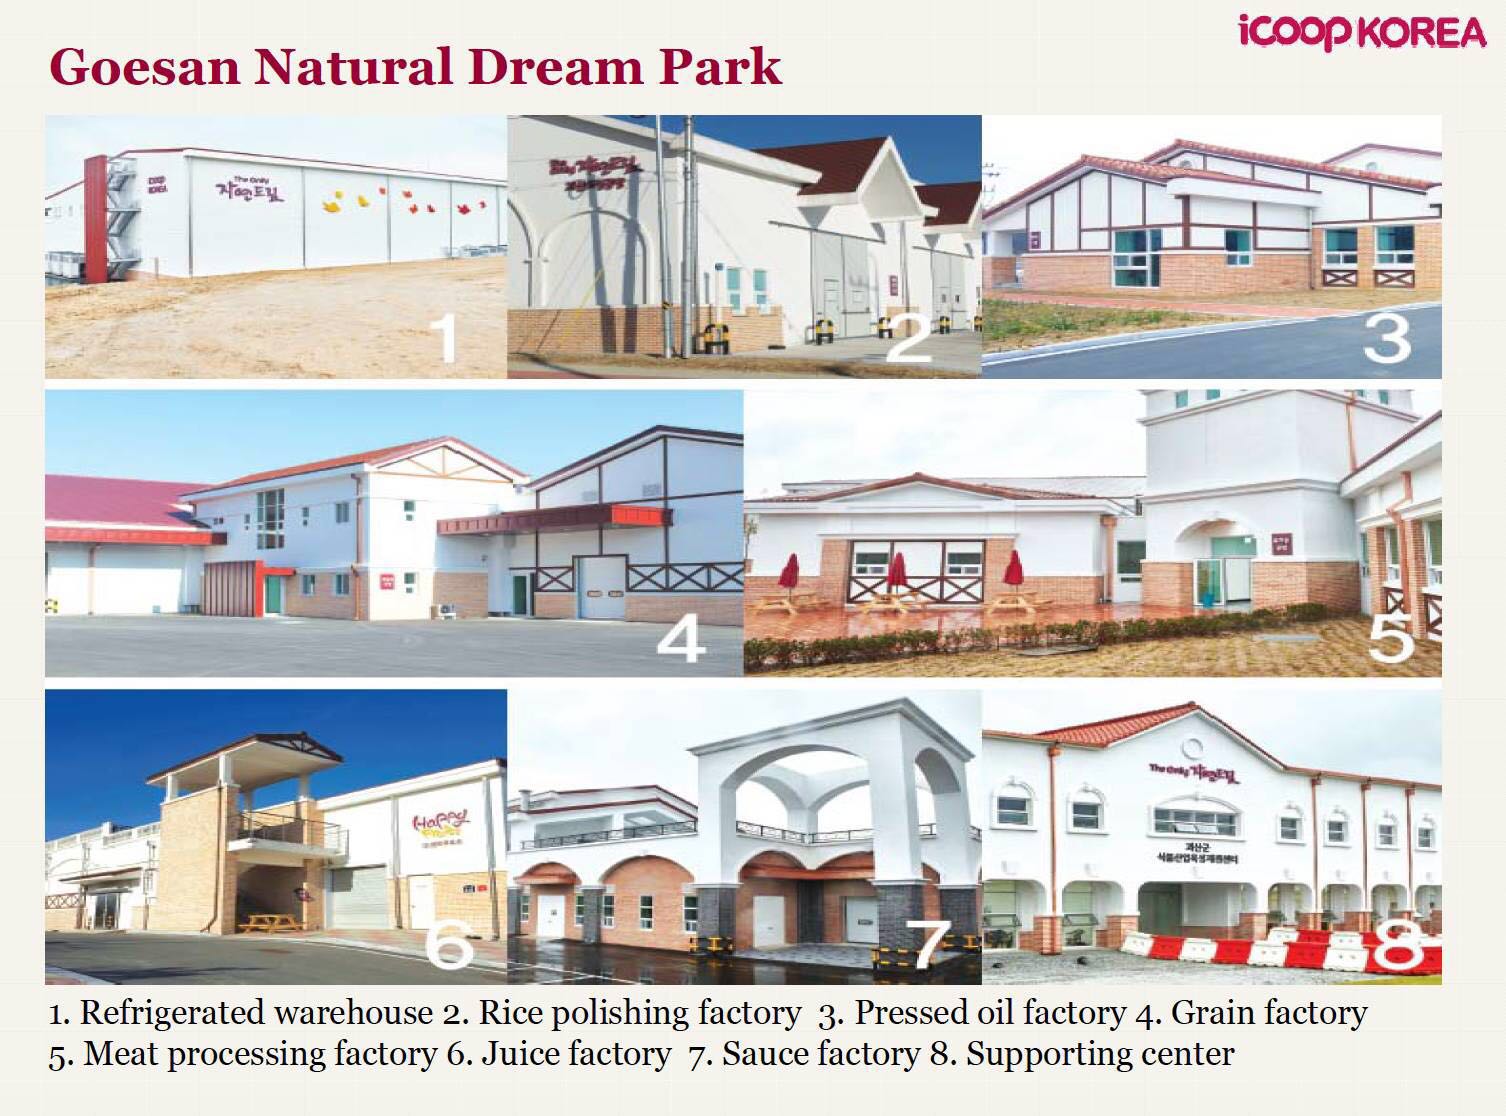 iCOOP KOREA
Goesan Natural Dream Park
iCOOP
KOREA
The Only
자연드림
1
The Only 자연드림
2
3
4
5
Happy
6
7
The Only 자연드림
괴산군
식품산업육성지원센터
8
1. Refrigerated warehouse 2. Rice polishing factory 3. Pressed oil factory 4. Grain factory
5. Meat processing factory 6. Juice factory 7. Sauce factory 8. Supporting center